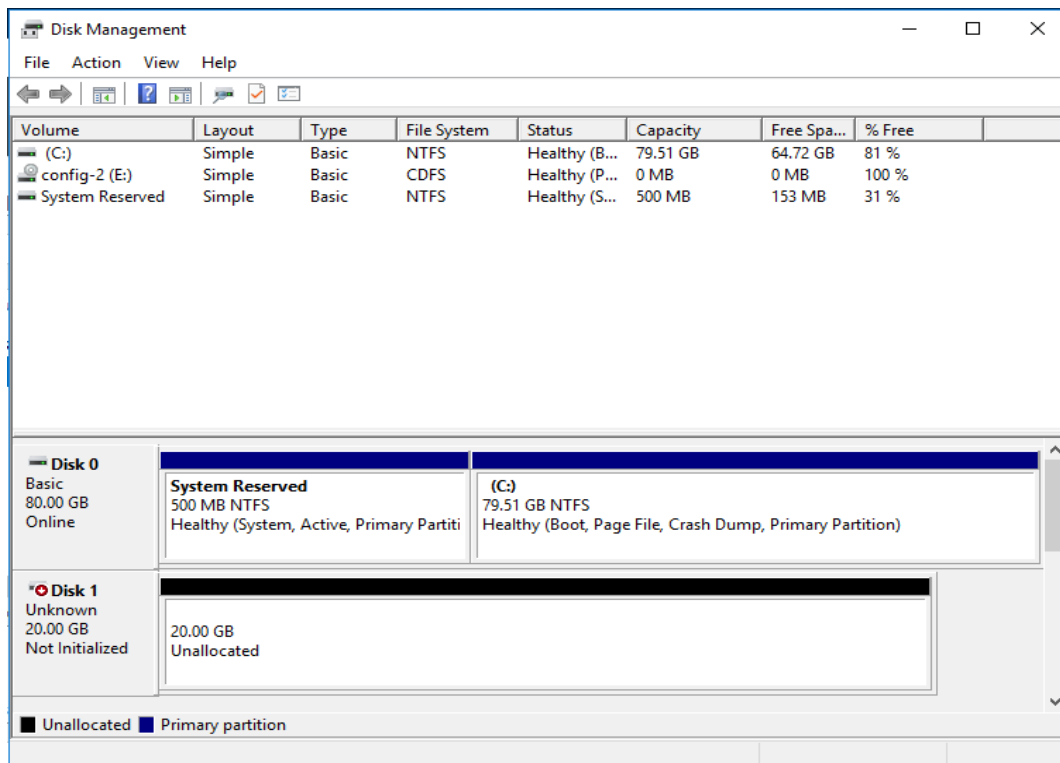 Disk Management
File Action View Help
Volume Layout Type File System Status Capacity Free Spa... % Free
(C:) Simple Basic NTFS Healthy (B... 79.51 GB 64.72 GB 81 %
config-2 (E:) Simple Basic CDFS Healthy (P... 0 MB 0 MB 100 %
System Reserved Simple Basic NTFS Healthy (S... 500 MB 153 MB 31 %
Disk 0
Basic
80.00 GB
Online
System Reserved
500 MB NTFS
Healthy (System, Active, Primary Partiti
(C:)
79.51 GB NTFS
Healthy (Boot, Page File, Crash Dump, Primary Partition)
Disk 1
Unknown
20.00 GB
Not Initialized
20.00 GB
Unallocated
Unallocated Primary partition